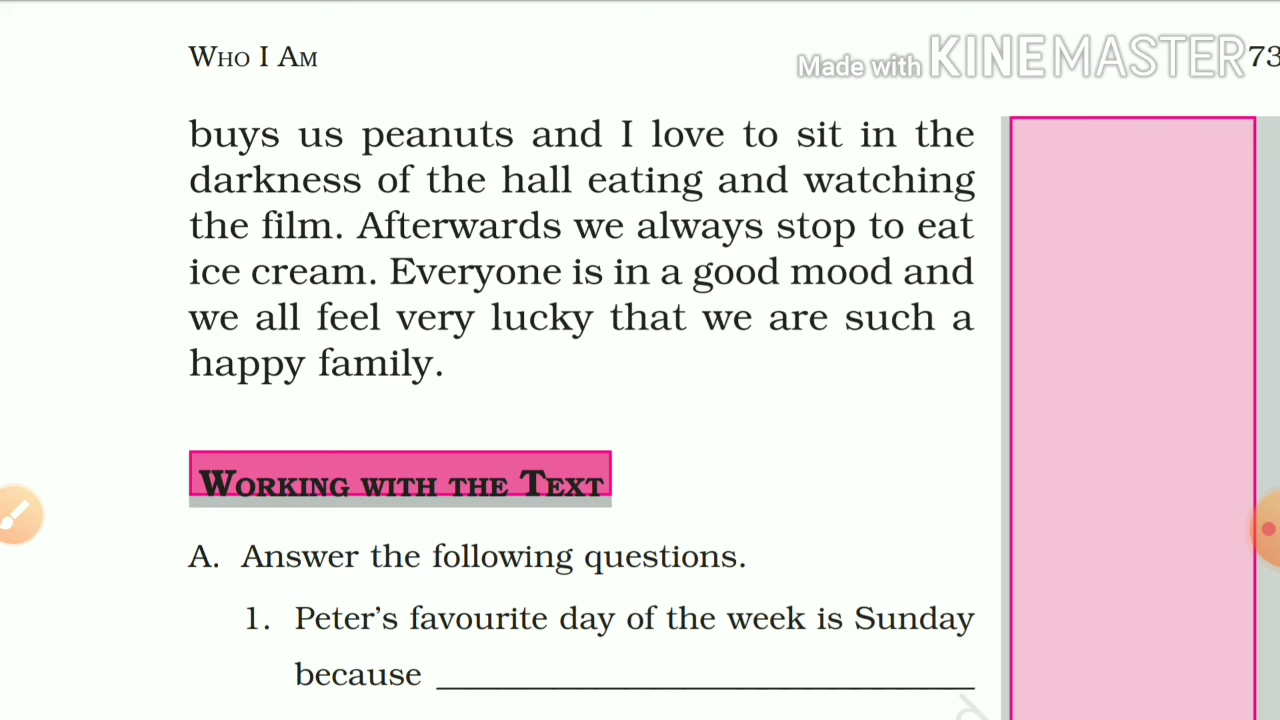 WHO I AM
Made with KINEMASTER
73
buys us peanuts and I love to sit in the
darkness of the hall eating and watching
the film. Afterwards we always stop to eat
ice cream. Everyone is in a good mood and
we all feel very lucky that we are such a
happy family.
WORKING WITH THE TEXT
A. Answer the following questions.
1. Peter's favourite day of the week is Sunday
because